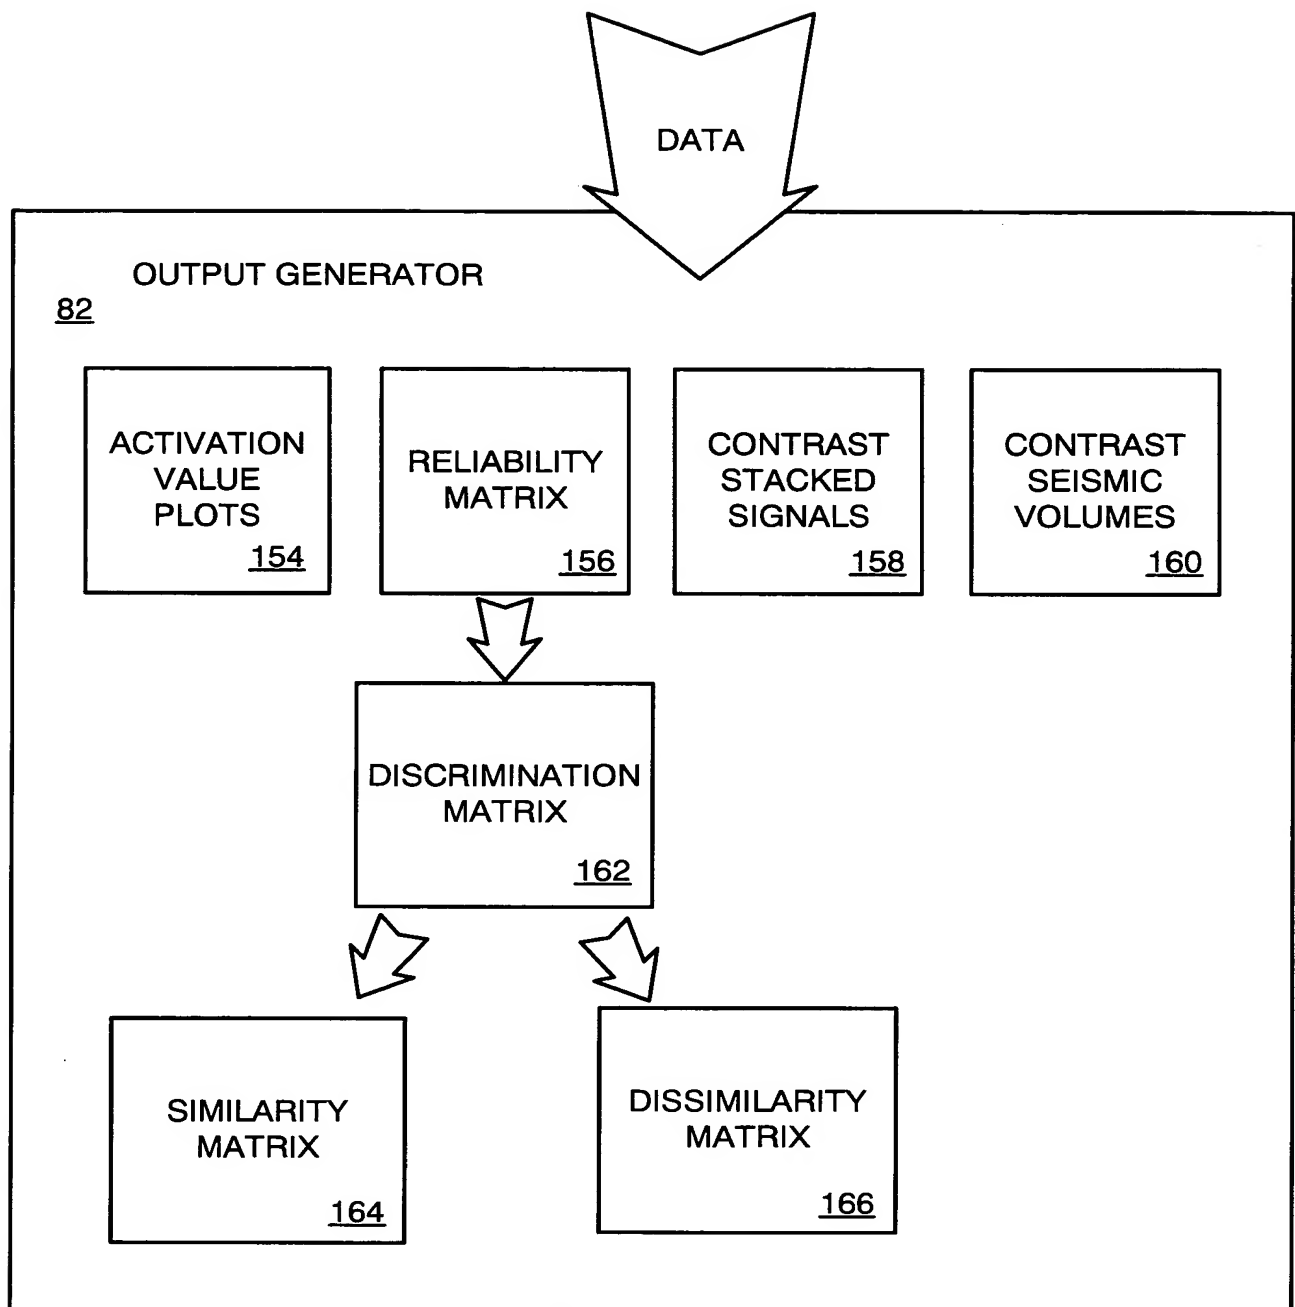 DATA
OUTPUT GENERATOR
82
ACTIVATION
VALUE
PLOTS
154
RELIABILITY
MATRIX
156
CONTRAST
STACKED
SIGNALS
158
CONTRAST
SEISMIC
VOLUMES
160
DISCRIMINATION
MATRIX
162
SIMILARITY
MATRIX
164
DISSIMILARITY
MATRIX
166